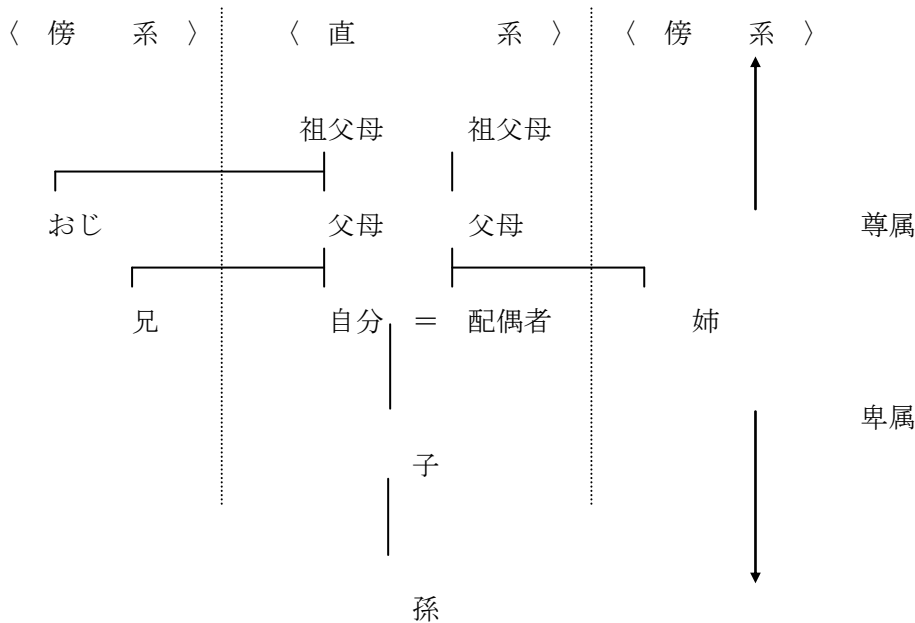 〈 傍 系 〉 〈 直 系 〉 〈 傍 系 〉
祖父母 祖父母
おじ 父母 父母 尊属
兄 自分 ＝ 配偶者 姉
卑属
子
孫